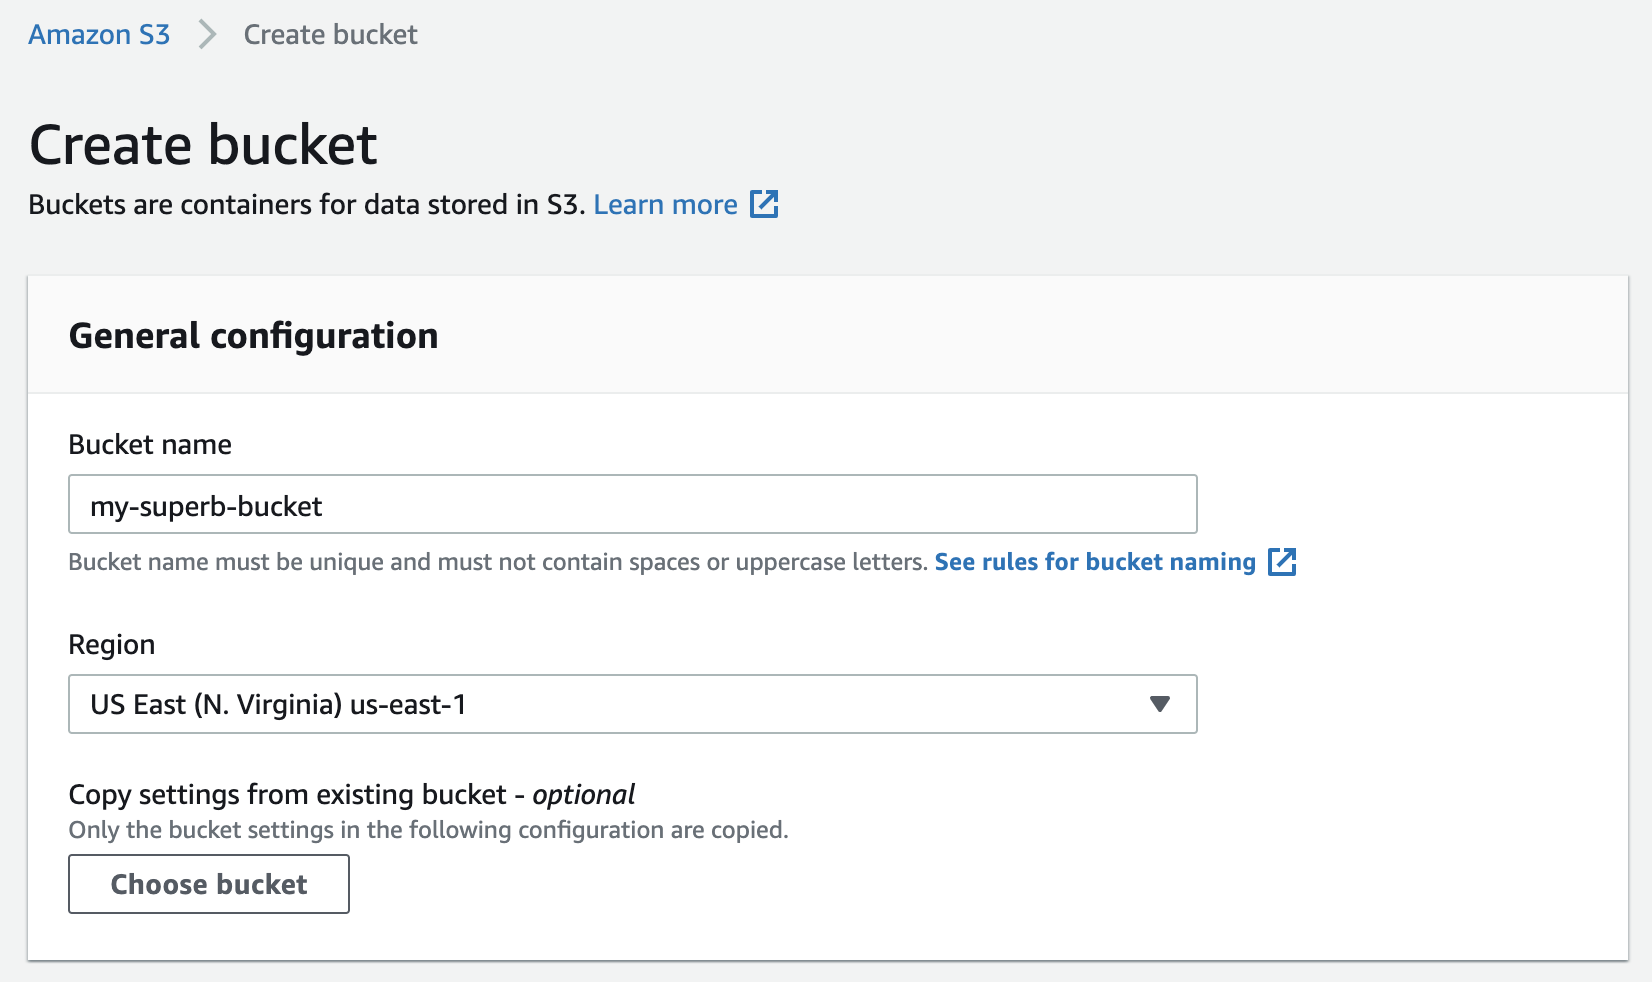 Amazon S3 Create bucket
Create bucket
Buckets are containers for data stored in S3. Learn more
General configuration
Bucket name
my-superb-bucket
Bucket name must be unique and must not contain spaces or uppercase letters. See rules for bucket naming
Region
US East (N. Virginia) us-east-1
Copy settings from existing bucket - optional
Only the bucket settings in the following configuration are copied.
Choose bucket